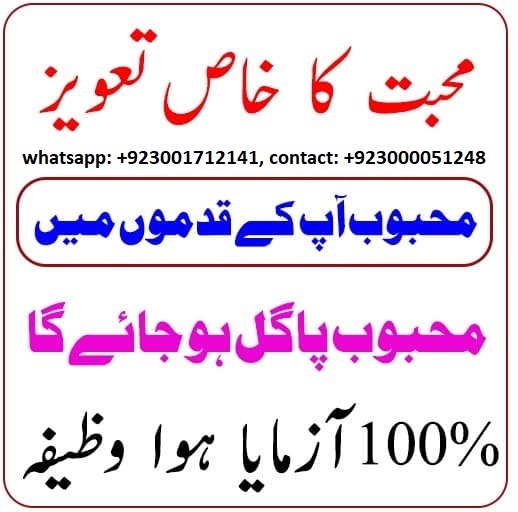 محبت کا خاص تعویز
whatsapp: +923001712141, contact: +923000051248
محبوب آپ کے قدموں میں
محبوب پاگل ہو جائے گا
100% آزمایا ہوا وظیفہ